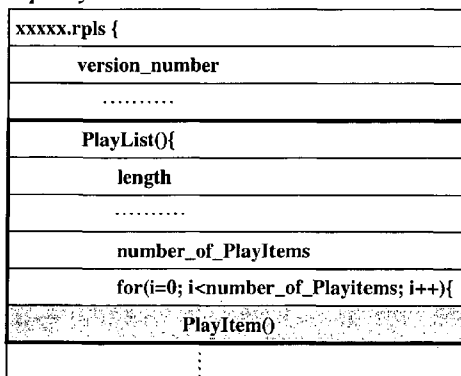 xxxxx.rpls {
version_number
..........
PlayList(){
length
..........
number_of_PlayItems
for(i=0; i<number_of_Playitems; i++){
PlayItem()